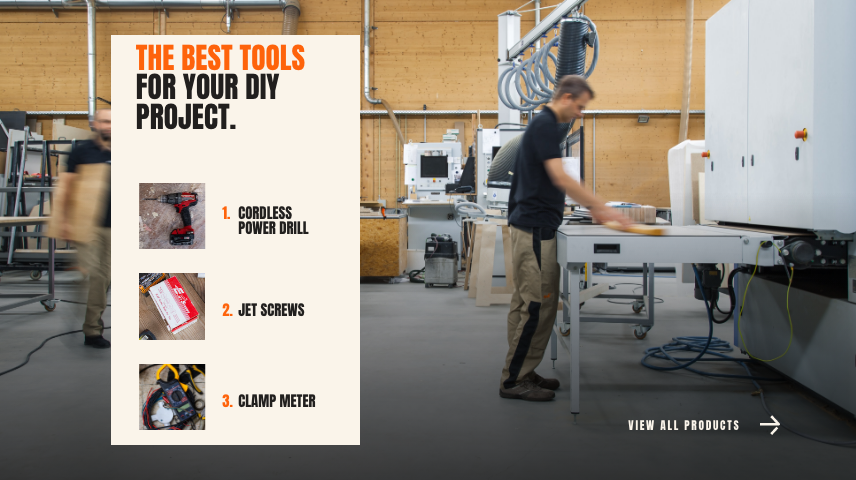 THE BEST TOOLS
FOR YOUR DIY
PROJECT.
1. CORDLESS
POWER DRILL
2. JET SCREWS
3. CLAMP METER
VIEW ALL PRODUCTS